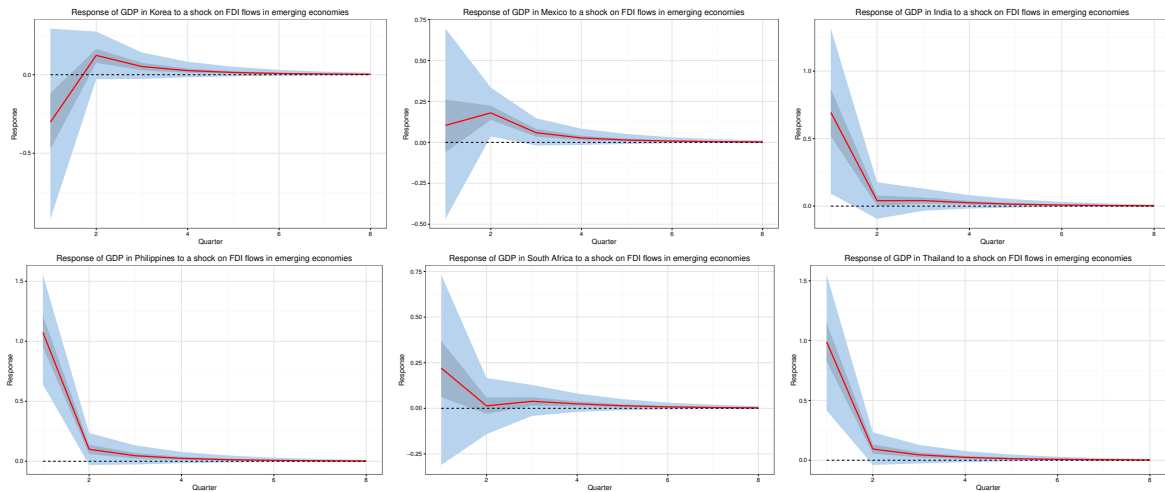 Response of GDP in Korea to a shock on FDI flows in emerging economies
Response
0.0
-0.5
2
4
6
8
Quarter
Response of GDP in Mexico to a shock on FDI flows in emerging economies
Response
0.75
0.50
0.25
0.00
-0.25
-0.50
2
4
6
8
Quarter
Response of GDP in India to a shock on FDI flows in emerging economies
Response
1.0
0.5
0.0
2
4
6
8
Quarter
Response of GDP in Philippines to a shock on FDI flows in emerging economies
Response
1.5
1.0
0.5
0.0
2
4
6
8
Quarter
Response of GDP in South Africa to a shock on FDI flows in emerging economies
Response
0.75
0.50
0.25
0.00
-0.25
2
4
6
8
Quarter
Response of GDP in Thailand to a shock on FDI flows in emerging economies
Response
1.5
1.0
0.5
0.0
2
4
6
8
Quarter